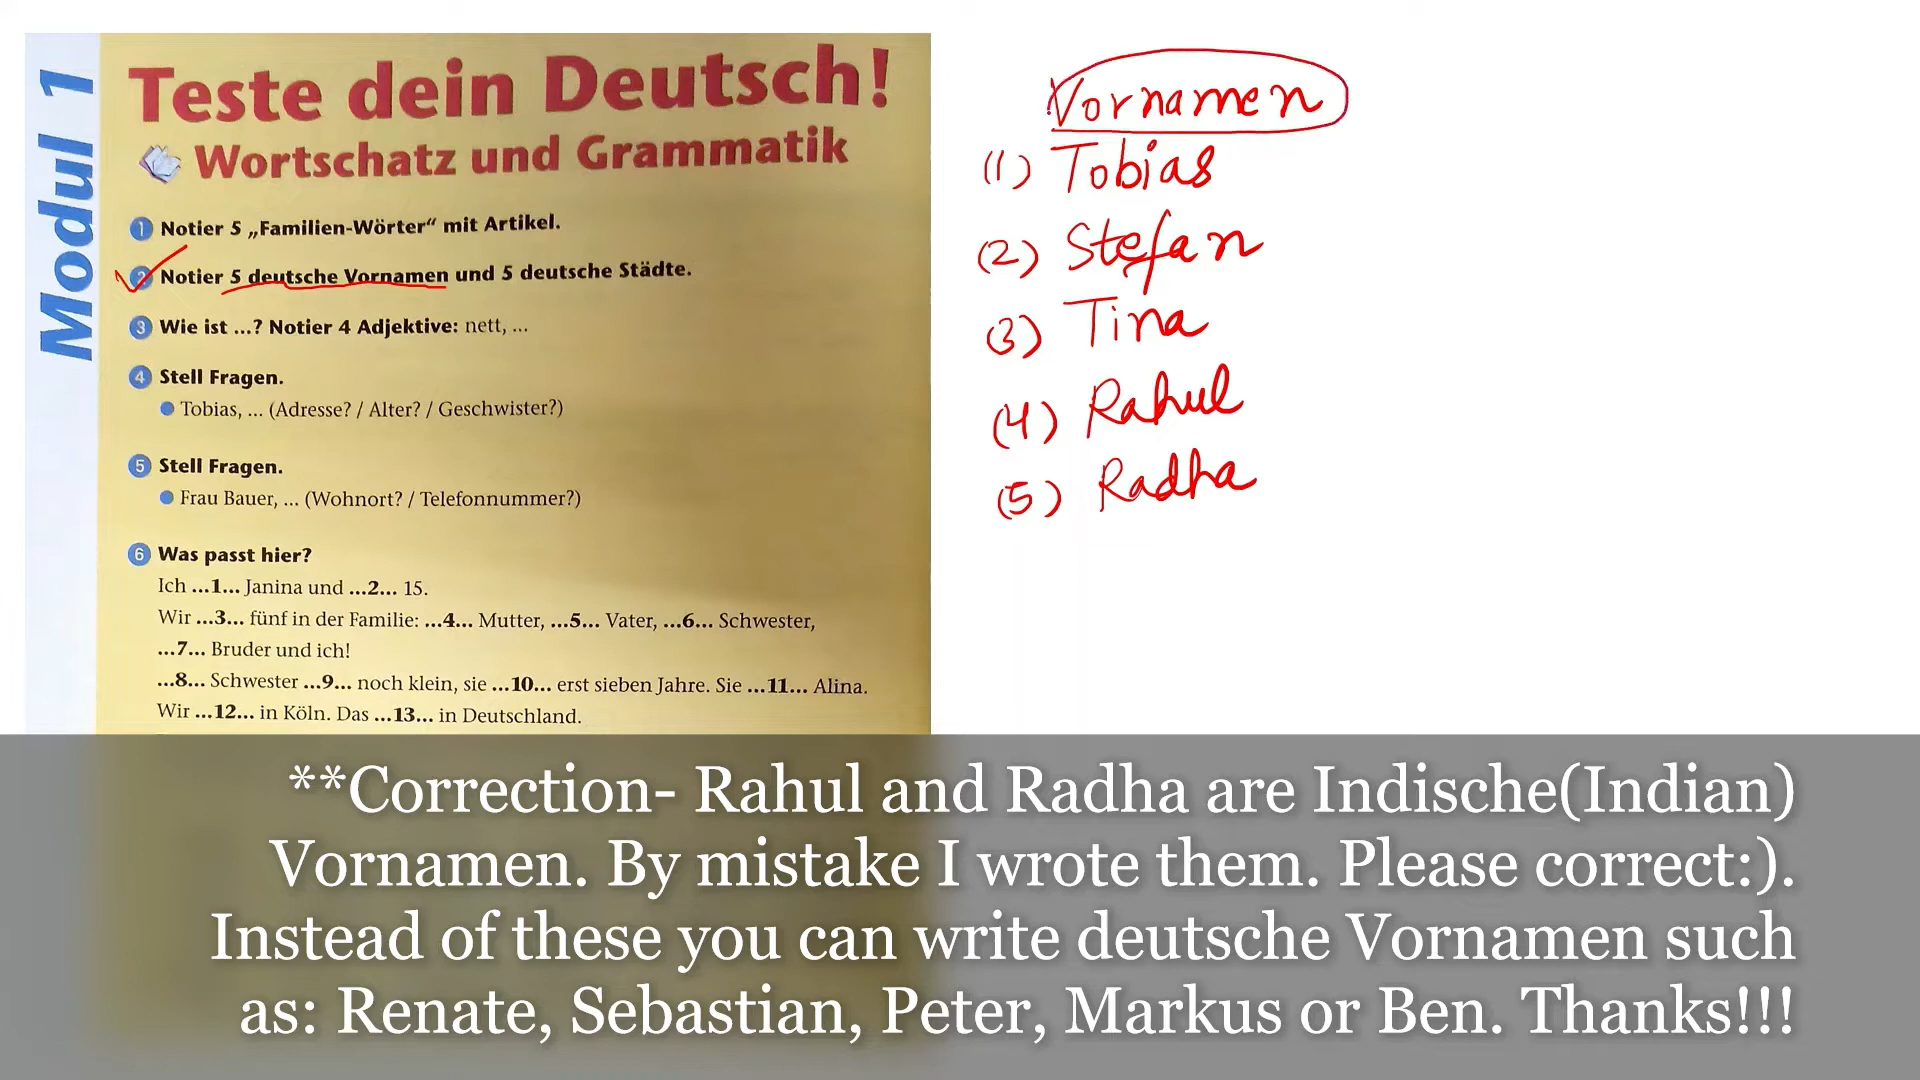 Modul 1
Teste dein Deutsch!
Wortschatz und Grammatik
1 Notier 5 „Familien-Wörter“ mit Artikel.
2 Notier 5 deutsche Vornamen und 5 deutsche Städte.
3 Wie ist ...? Notier 4 Adjektive: nett, ...
4 Stell Fragen.
Tobias, ... (Adresse? / Alter? / Geschwister?)
5 Stell Fragen.
Frau Bauer, ... (Wohnort? / Telefonnummer?)
6 Was passt hier?
Ich ...1... Janina und ...2... 15.
Wir ...3... fünf in der Familie: ...4... Mutter, ...5... Vater, ...6... Schwester,
...7... Bruder und ich!
...8... Schwester ...9... noch klein, sie ...10... erst sieben Jahre. Sie ...11... Alina.
Wir ...12... in Köln. Das ...13... in Deutschland.
Vornamen
(1) Tobias
(2) Stefan
(3) Tina
(4) Rahul
(5) Radha
**Correction- Rahul and Radha are Indische(Indian)
Vornamen. By mistake I wrote them. Please correct:).
Instead of these you can write deutsche Vornamen such
as: Renate, Sebastian, Peter, Markus or Ben. Thanks!!!